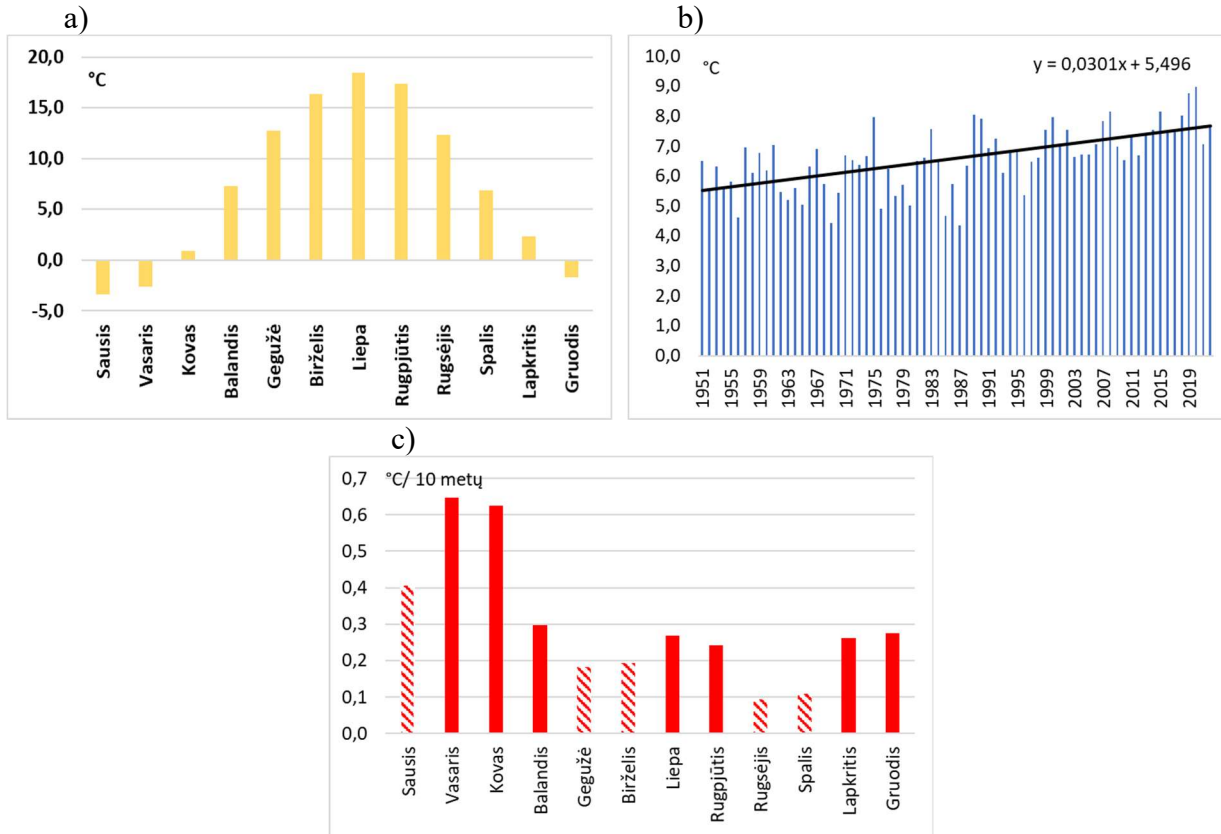 a)
20,0
°C
15,0
10,0
5,0
0,0
-5,0
Sausis
Vasaris
Kovas
Balandis
Gegužė
Birželis
Liepa
Rugpjūtis
Rugsėjis
Spalis
Lapkritis
Gruodis
b)
10,0
°C
y = 0,0301x + 5,496
9,0
8,0
7,0
6,0
5,0
4,0
3,0
2,0
1,0
0,0
1951
1955
1959
1963
1967
1971
1975
1979
1983
1987
1991
1995
1999
2003
2007
2011
2015
2019
c)
0,7
°C/ 10 metų
0,6
0,5
0,4
0,3
0,2
0,1
0,0
Sausis
Vasaris
Kovas
Balandis
Gegužė
Birželis
Liepa
Rugpjūtis
Rugsėjis
Spalis
Lapkritis
Gruodis